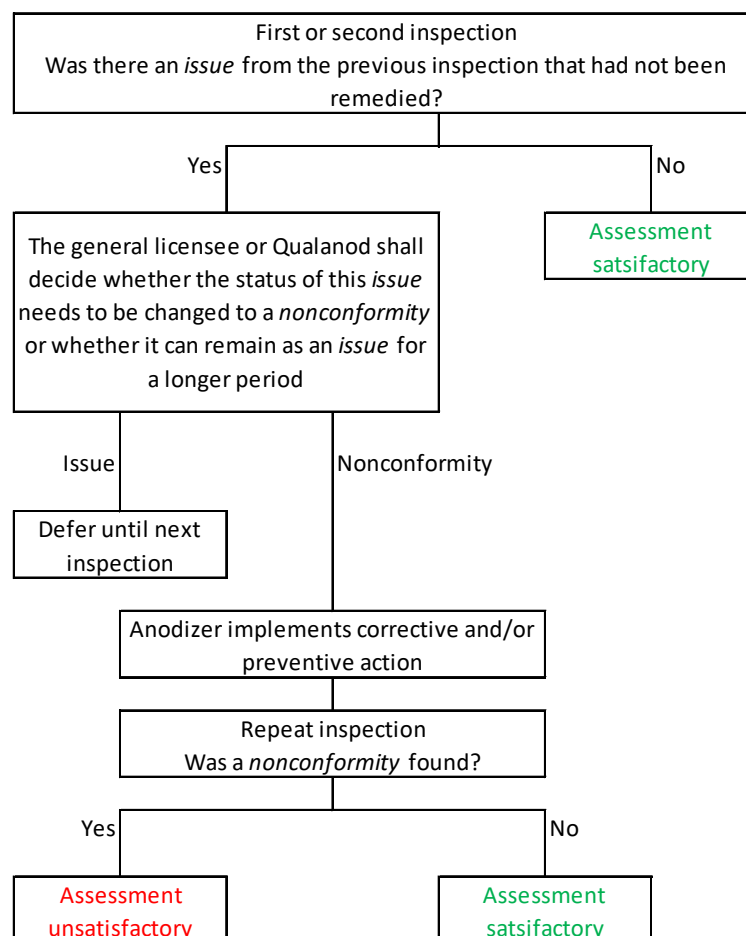 First or second inspection
Was there an issue from the previous inspection that had not been
remedied?
Yes
No
The general licensee or Qualanod shall
decide whether the status of this issue
needs to be changed to a nonconformity
or whether it can remain as an issue for
a longer period
Assessment
satsifactory
Issue
Nonconformity
Defer until next
inspection
Anodizer implements corrective and/or
preventive action
Repeat inspection
Was a nonconformity found?
Yes
No
Assessment
unsatisfactory
Assessment
satsifactory